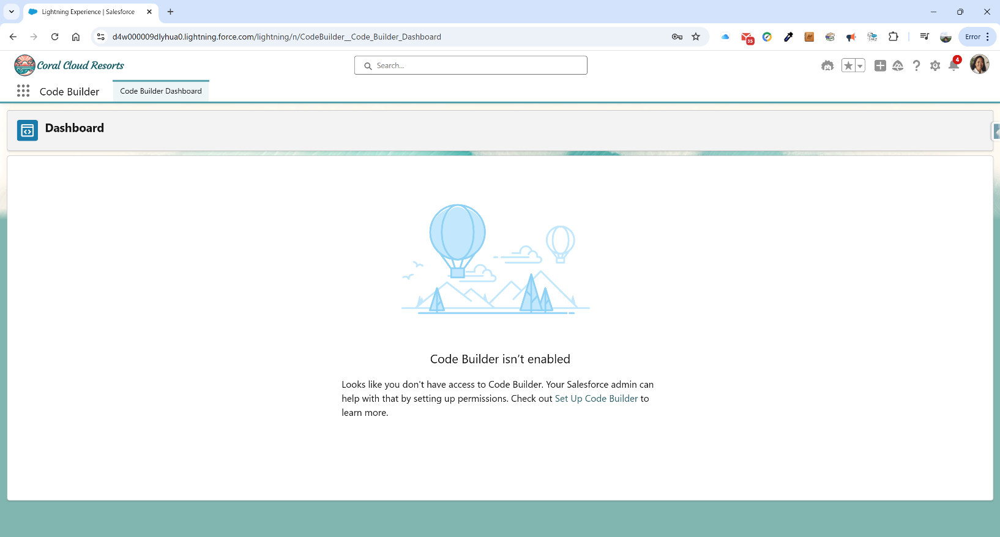 Lightning Experience | Salesforce
d4w000009dlyhua0.lightning.force.com/lightning/n/CodeBuilder__Code_Builder_Dashboard
35
Error
Coral Cloud Resorts
Search...
4
Code Builder
Code Builder Dashboard
Dashboard
Code Builder isn't enabled
Looks like you don't have access to Code Builder. Your Salesforce admin can
help with that by setting up permissions. Check out Set Up Code Builder to
learn more.